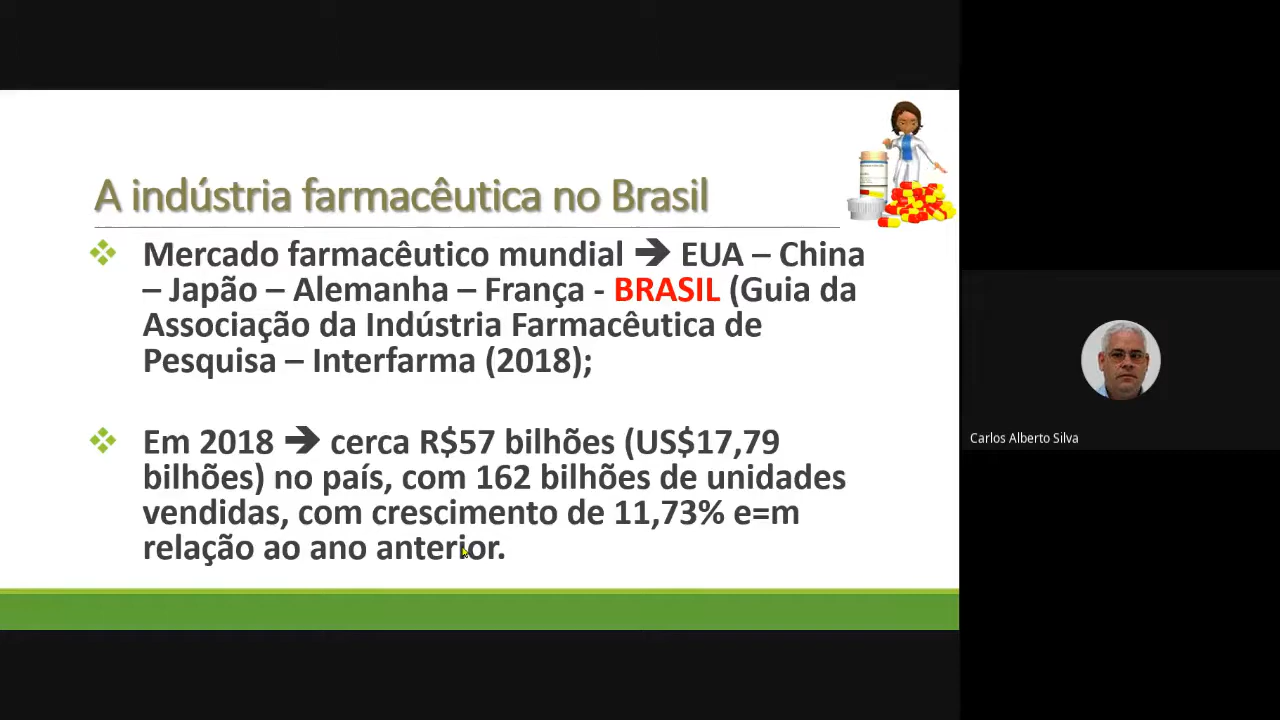 A indústria farmacêutica no Brasil
Mercado farmacêutico mundial ➔ EUA – China
– Japão – Alemanha – França - BRASIL (Guia da
Associação da Indústria Farmacêutica de
Pesquisa – Interfarma (2018);
Em 2018 ➔ cerca R$57 bilhões (US$17,79
bilhões) no país, com 162 bilhões de unidades
vendidas, com crescimento de 11,73% e=m
relação ao ano anterior.
Carlos Alberto Silva